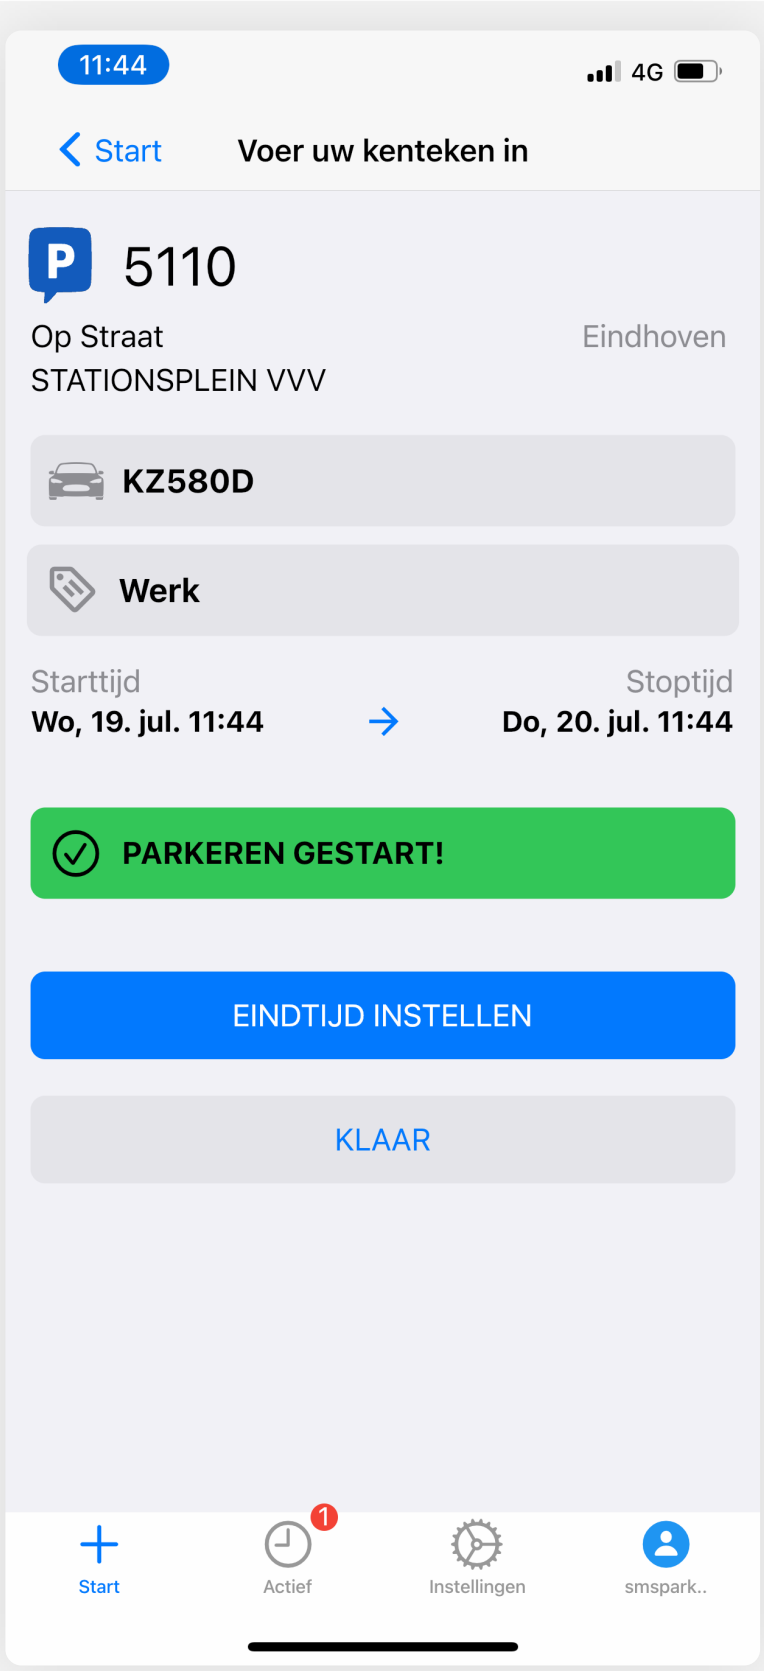 11:44
4G
Start
Voer uw kenteken in
P
5110
Op Straat
Eindhoven
STATIONSPLEIN VVV
KZ580D
Werk
Starttijd
Stoptijd
Wo, 19. jul. 11:44
Do, 20. jul. 11:44
PARKEREN GESTART!
EINDTIJD INSTELLEN
KLAAR
1
Start
Actief
Instellingen
smspark..